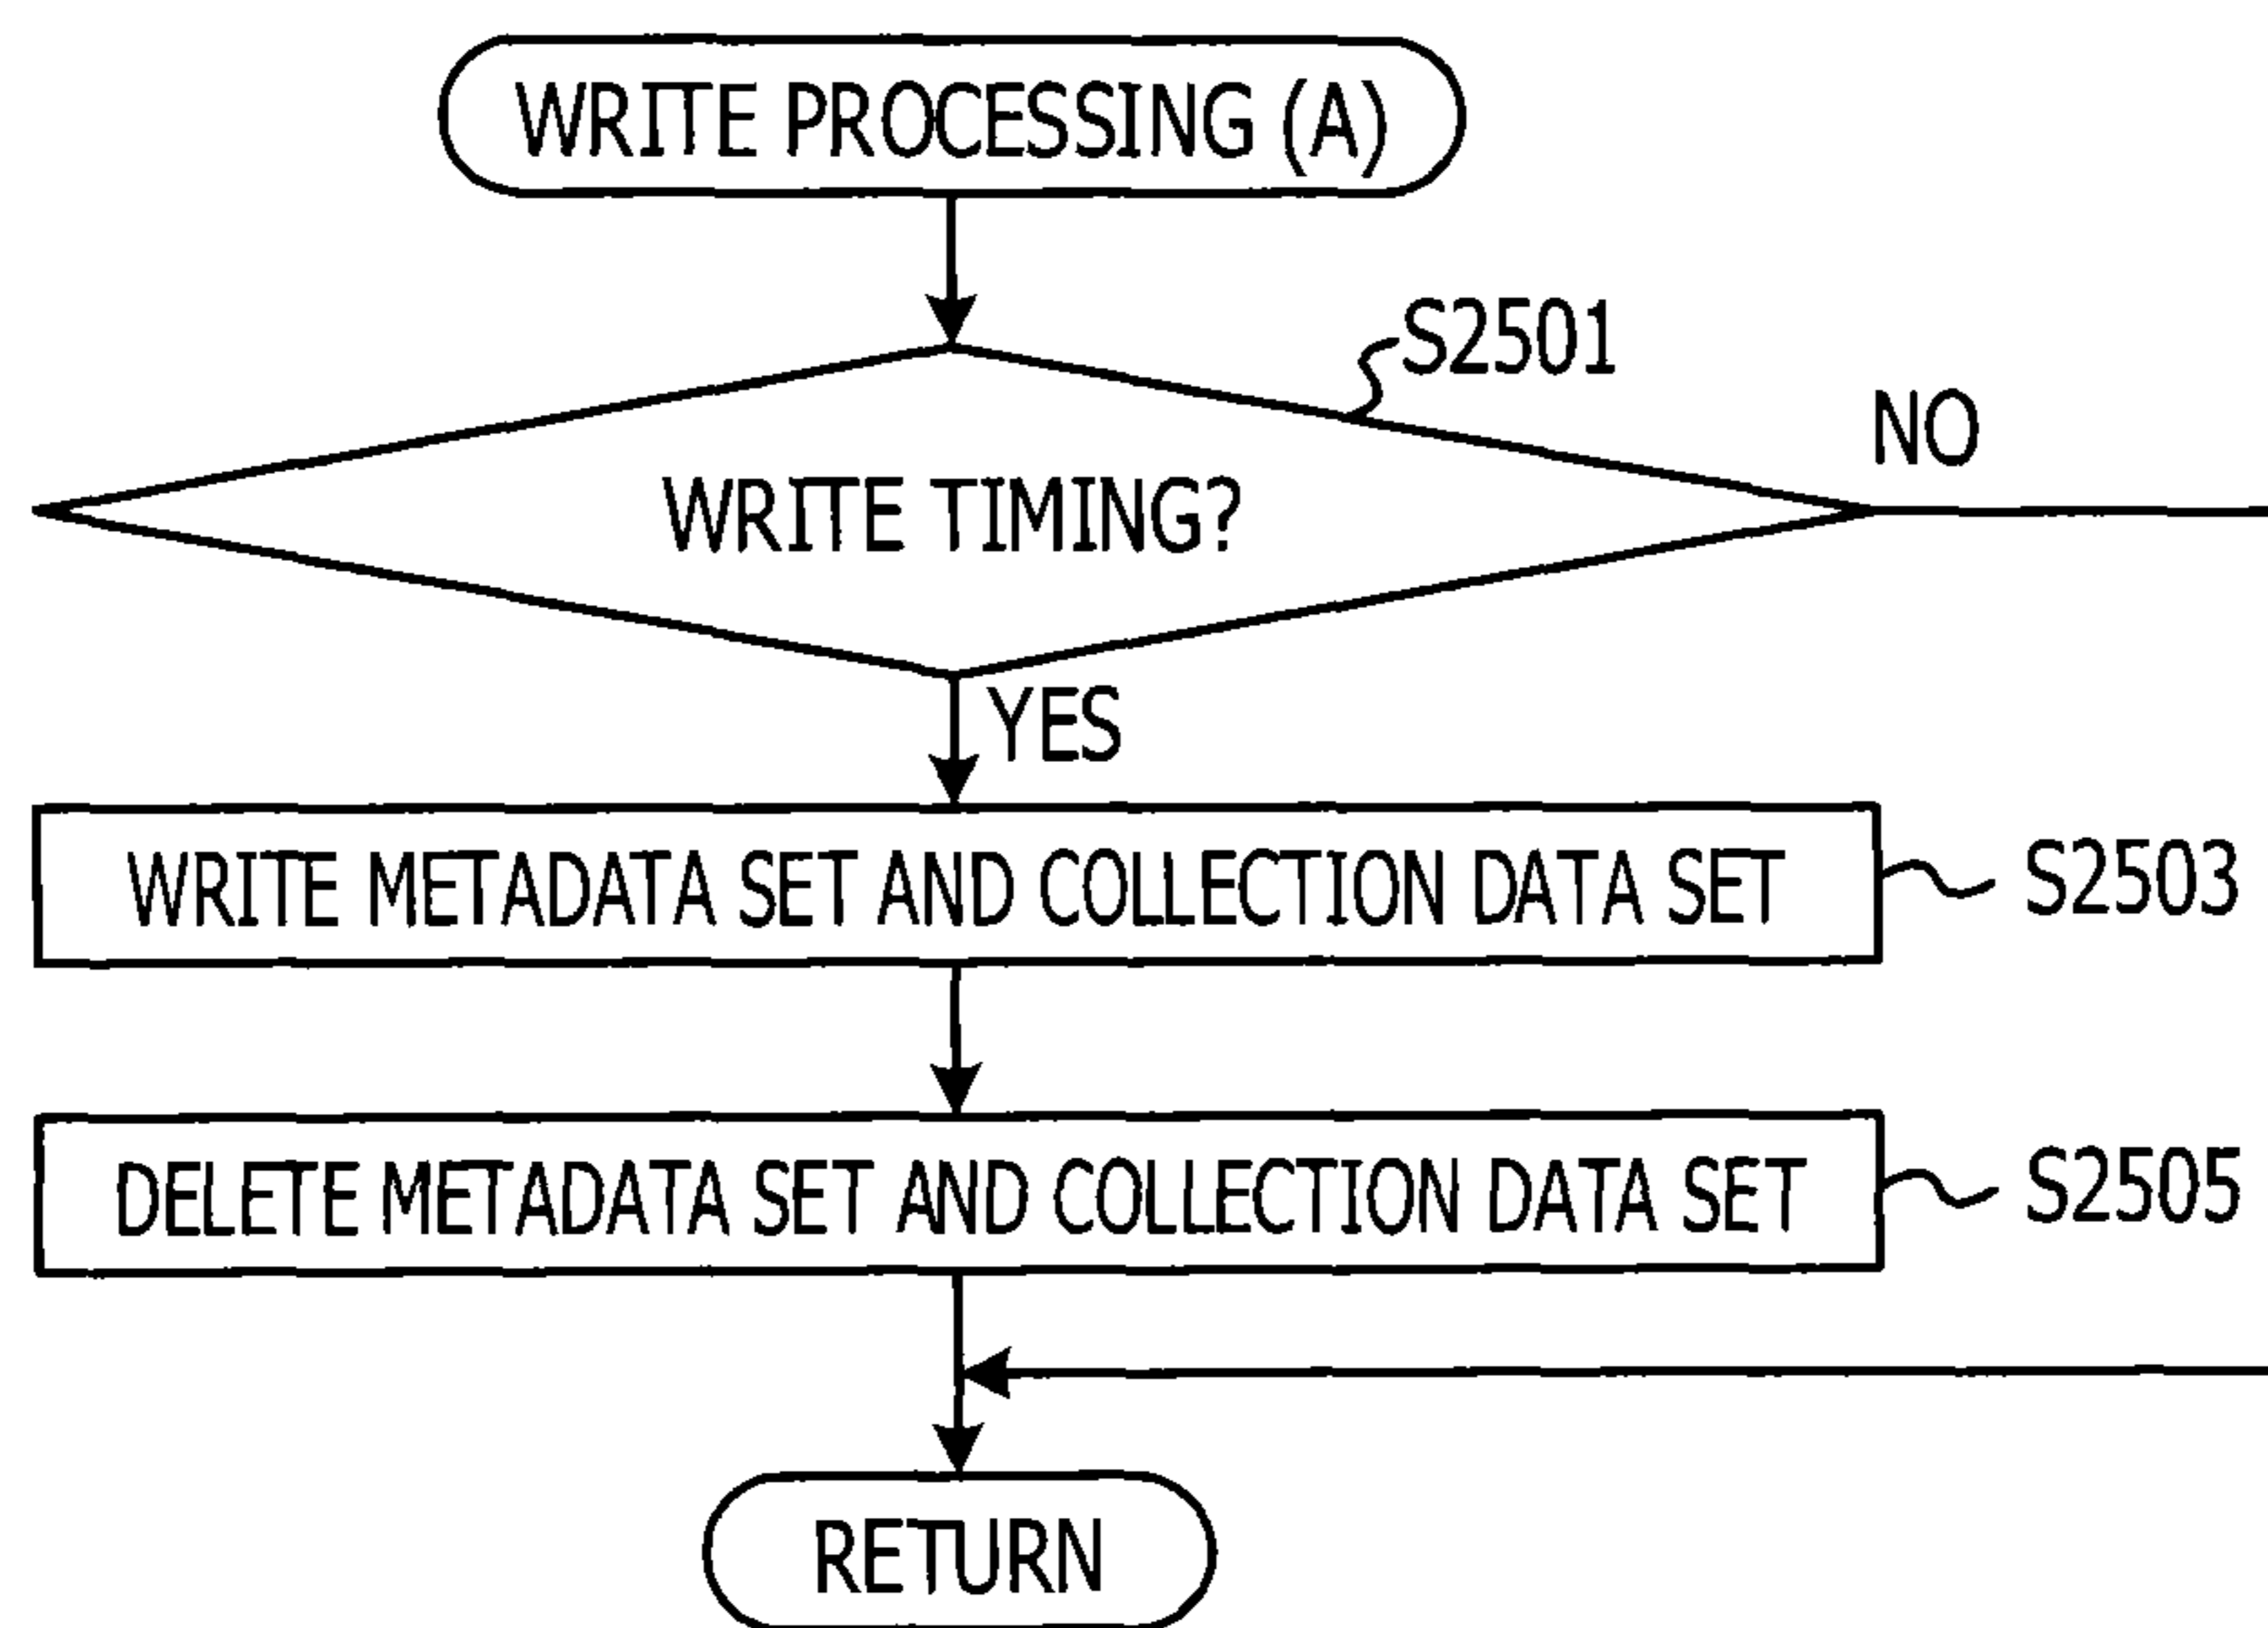 WRITE PROCESSING (A)
S2501
NO
WRITE TIMING?
YES
WRITE METADATA SET AND COLLECTION DATA SET
S2503
DELETE METADATA SET AND COLLECTION DATA SET
S2505
RETURN